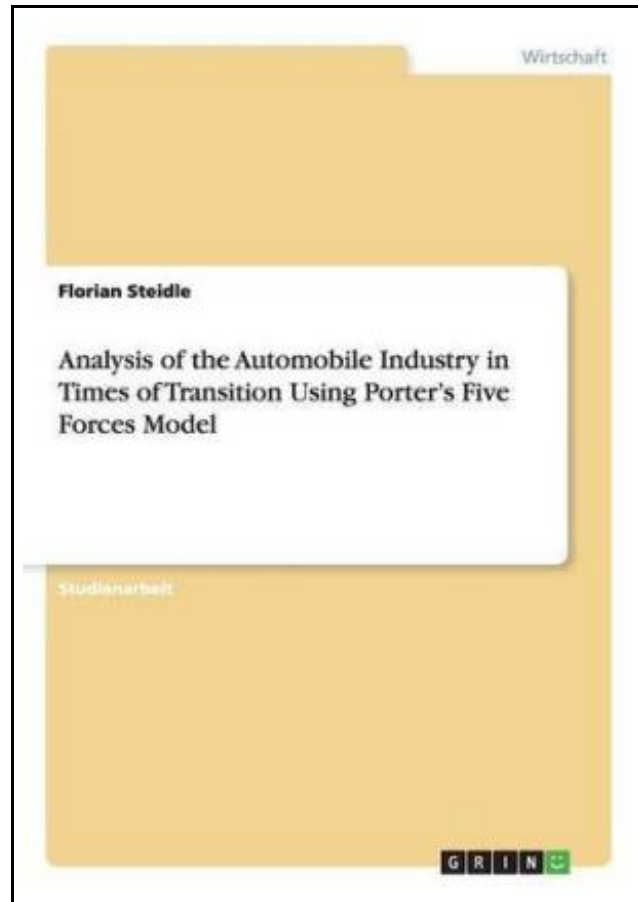 Wirtschaft
Florian Steidle
Analysis of the Automobile Industry in
Times of Transition Using Porter's Five
Forces Model
Studienarbeit
GRIN